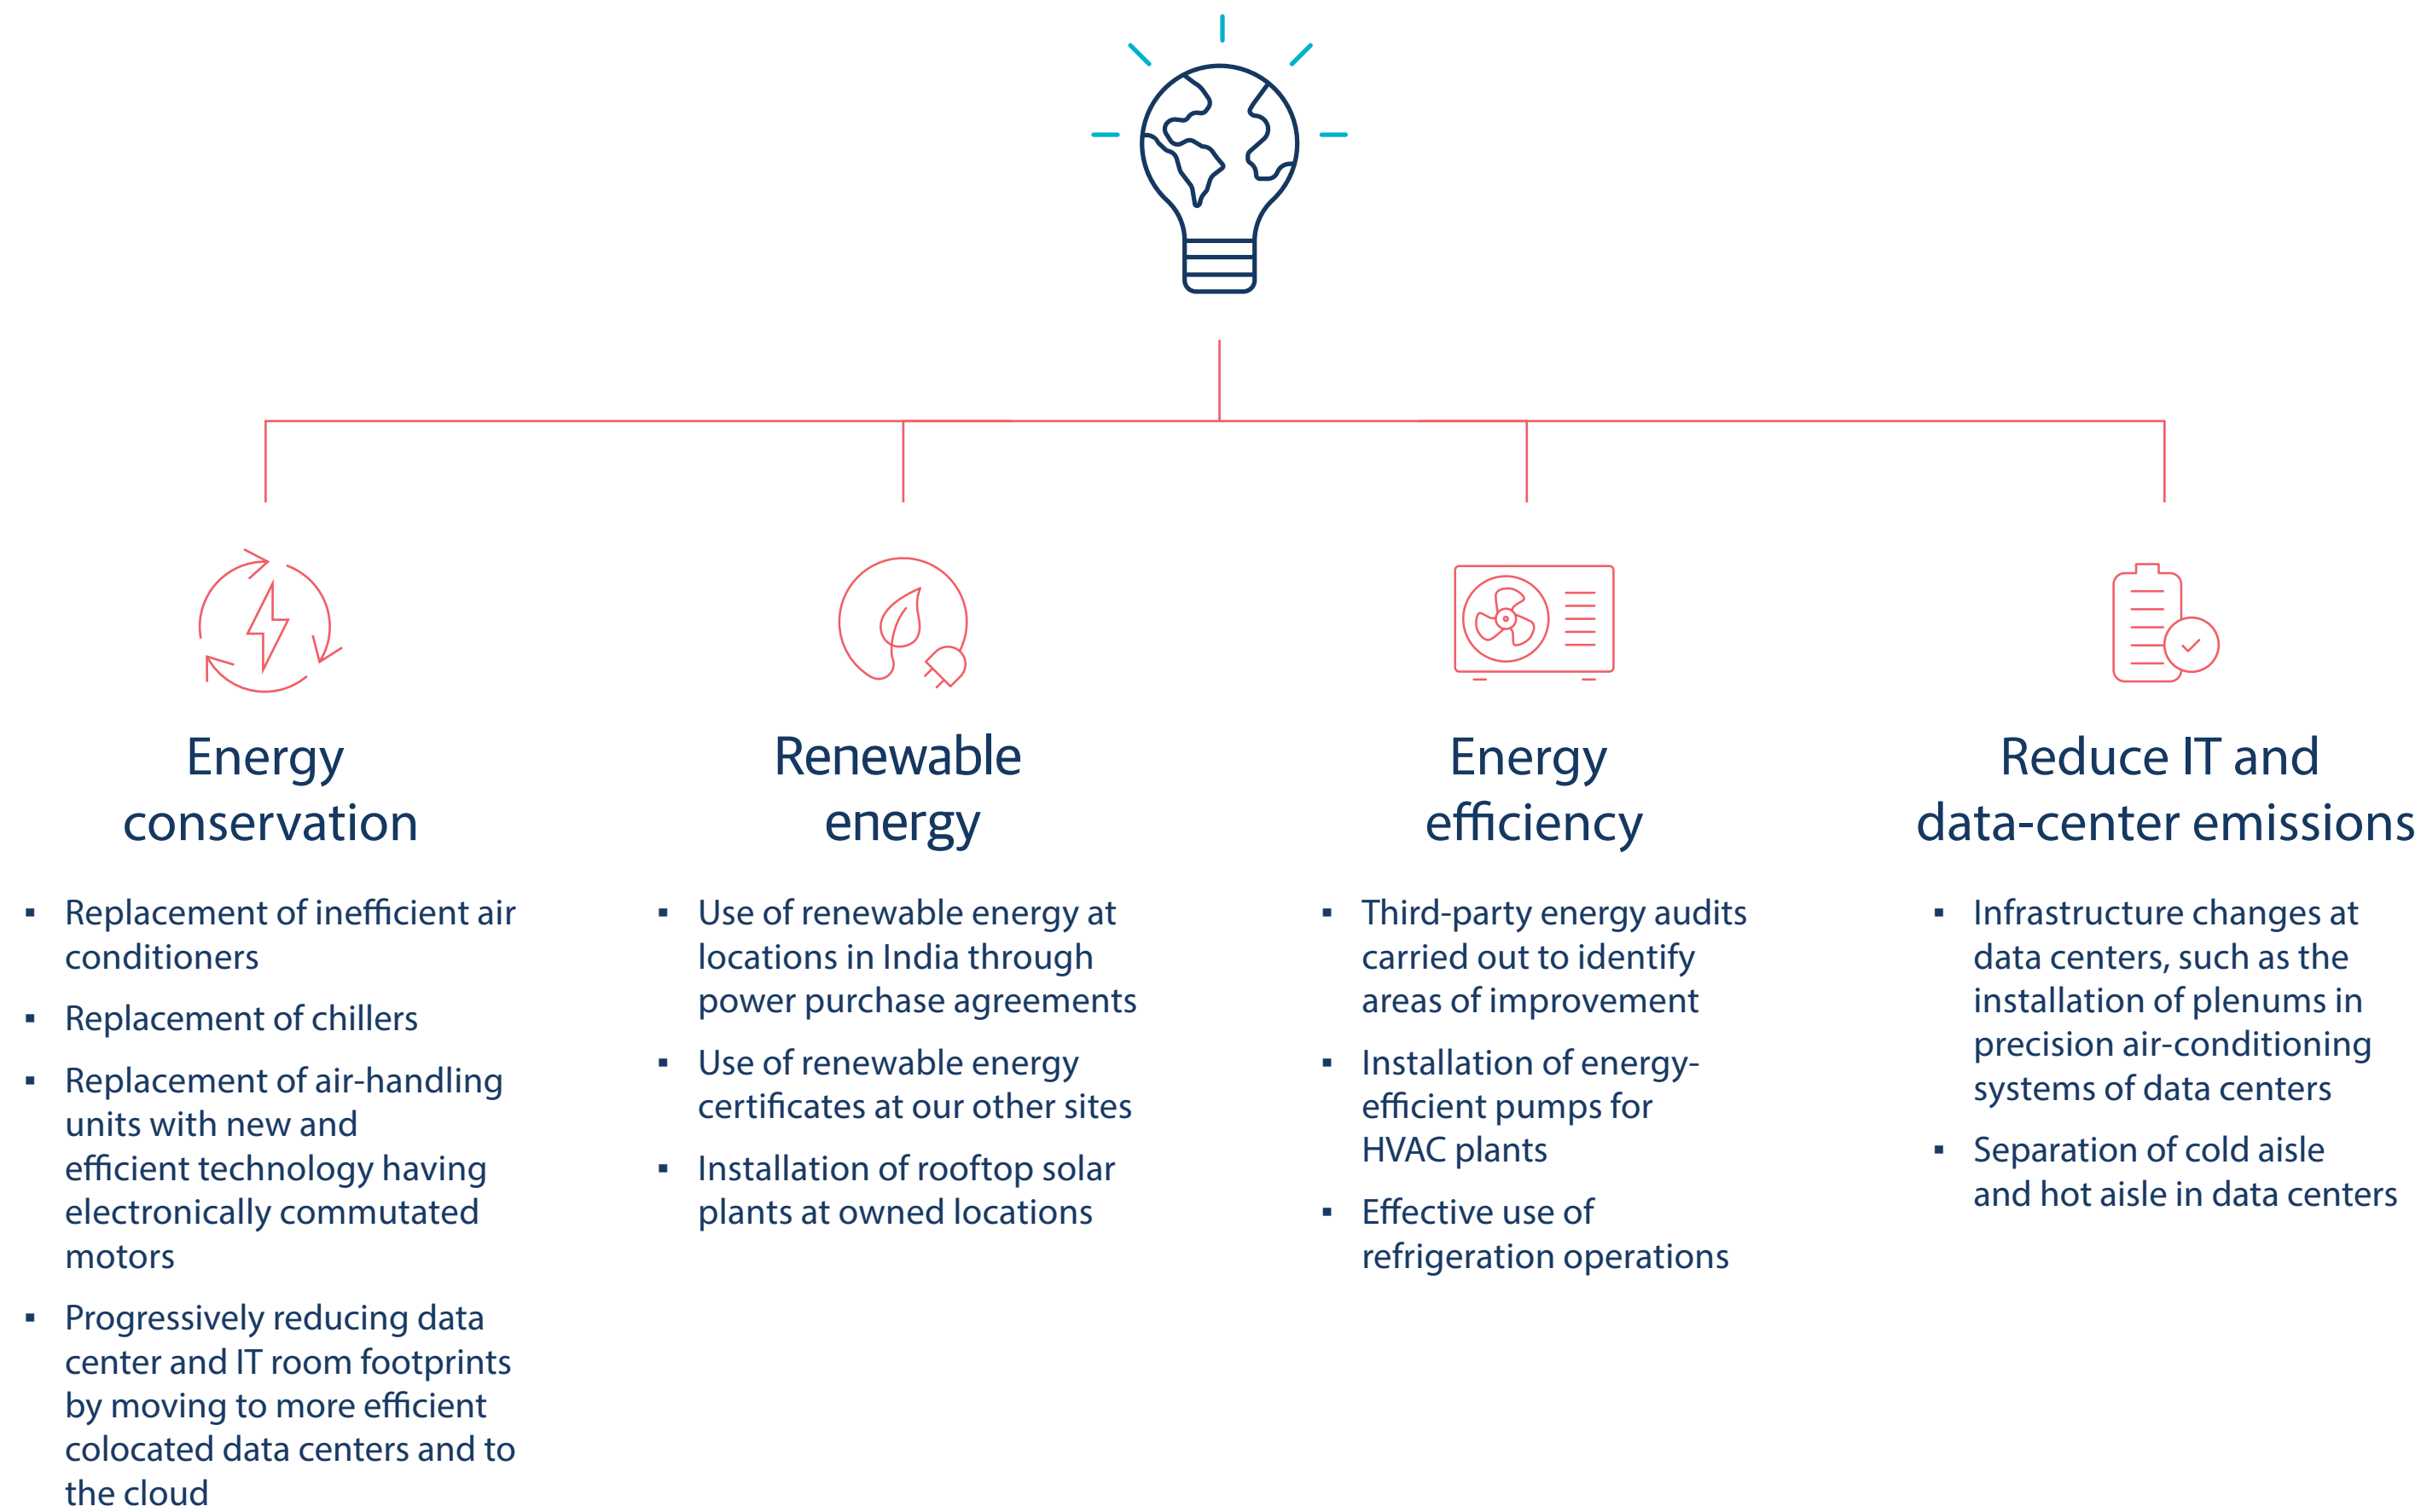 Energy
conservation
▪ Replacement of inefficient air
conditioners
▪ Replacement of chillers
▪ Replacement of air-handling
units with new and
efficient technology having
electronically commutated
motors
▪ Progressively reducing data
center and IT room footprints
by moving to more efficient
colocated data centers and to
the cloud
Renewable
energy
▪ Use of renewable energy at
locations in India through
power purchase agreements
▪ Use of renewable energy
certificates at our other sites
▪ Installation of rooftop solar
plants at owned locations
Energy
efficiency
▪ Third-party energy audits
carried out to identify
areas of improvement
▪ Installation of energy-
efficient pumps for
HVAC plants
▪ Effective use of
refrigeration operations
Reduce IT and
data-center emissions
▪ Infrastructure changes at
data centers, such as the
installation of plenums in
precision air-conditioning
systems of data centers
▪ Separation of cold aisle
and hot aisle in data centers